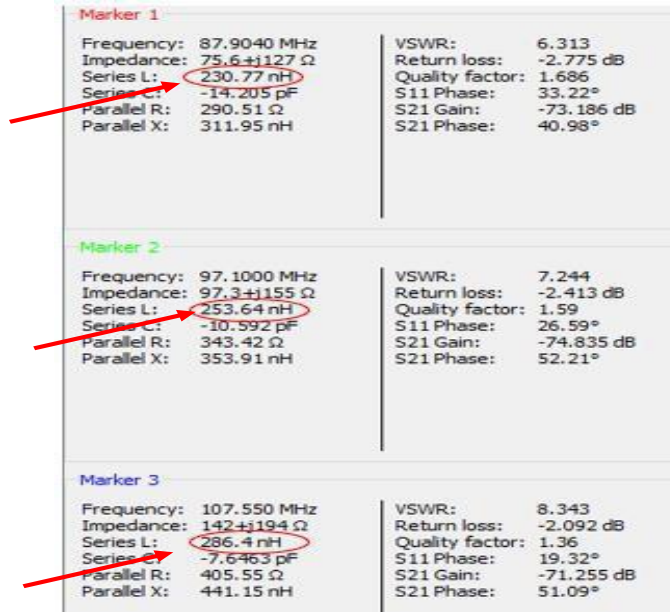 Marker 1
Frequency: 87.9040 MHz VSWR: 6.313
Impedance: 75.6+j127 Ω Return loss: -2.775 dB
Series L: 230.77 nH Quality factor: 1.686
Series C: -14.205 pF S11 Phase: 33.22°
Parallel R: 290.51 Ω S21 Gain: -73.186 dB
Parallel X: 311.95 nH S21 Phase: 40.98°
Marker 2
Frequency: 97.1000 MHz VSWR: 7.244
Impedance: 97.3+j155 Ω Return loss: -2.413 dB
Series L: 253.64 nH Quality factor: 1.59
Series C: -10.592 pF S11 Phase: 26.59°
Parallel R: 343.42 Ω S21 Gain: -74.835 dB
Parallel X: 353.91 nH S21 Phase: 52.21°
Marker 3
Frequency: 107.550 MHz VSWR: 8.343
Impedance: 142+j194 Ω Return loss: -2.092 dB
Series L: 286.4 nH Quality factor: 1.36
Series C: -7.6463 pF S11 Phase: 19.32°
Parallel R: 405.55 Ω S21 Gain: -71.255 dB
Parallel X: 441.15 nH S21 Phase: 51.09°